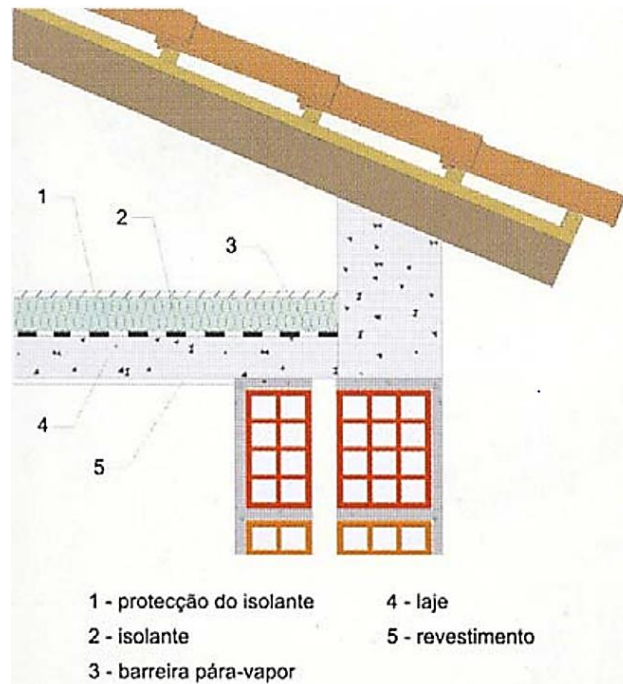 1
2
3
4
5
1 - protecção do isolante
2 - isolante
3 - barreira pára-vapor
4 - laje
5 - revestimento